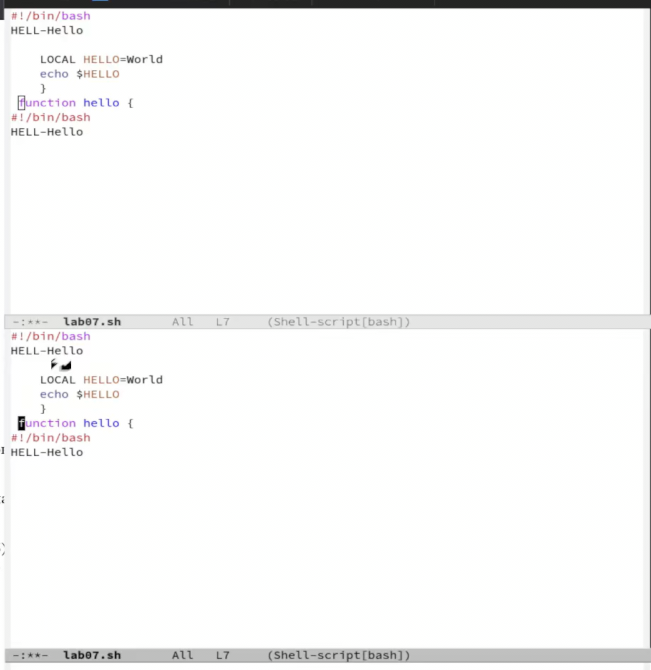 #!/bin/bash
HELL-Hello
LOCAL HELLO=World
echo $HELLO
}
function hello {
#!/bin/bash
HELL-Hello
-:**-  lab07.sh       All   L7     (Shell-script[bash])
#!/bin/bash
HELL-Hello
LOCAL HELLO=World
echo $HELLO
}
function hello {
#!/bin/bash
HELL-Hello
-:**-  lab07.sh       All   L7     (Shell-script[bash])